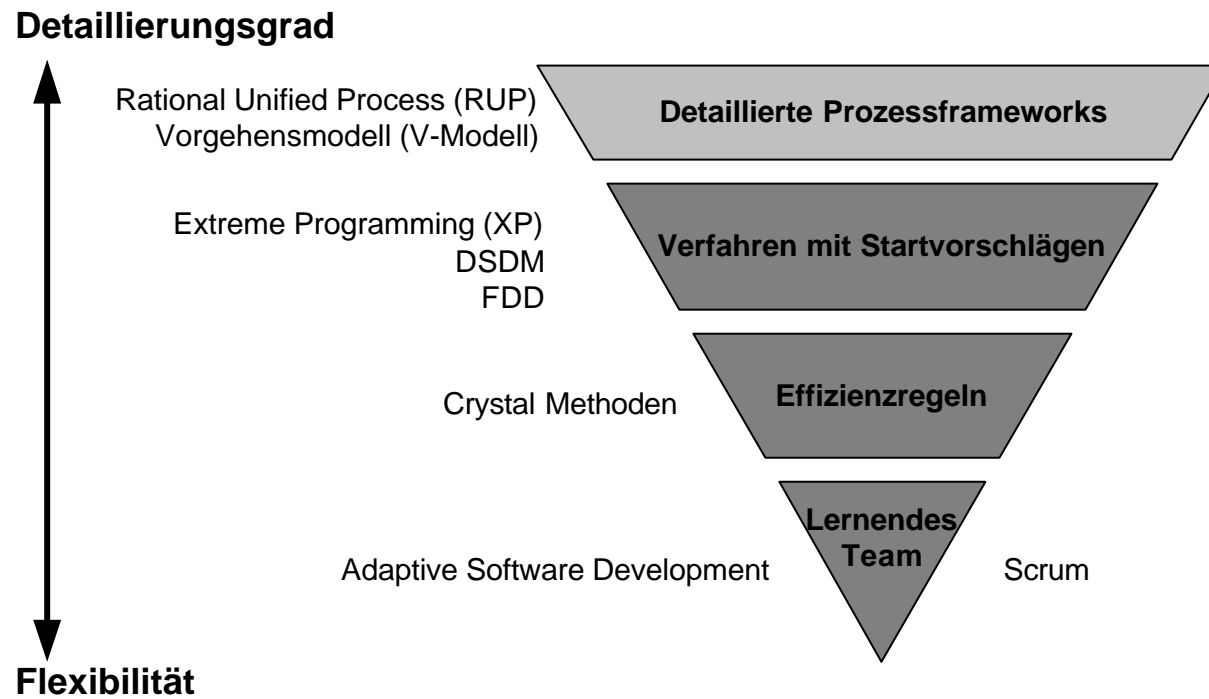 Detaillierungsgrad
Rational Unified Process (RUP)
Vorgehensmodell (V-Modell)
Detaillierte Prozessframeworks
Extreme Programming (XP)
DSDM
FDD
Verfahren mit Startvorschlägen
Crystal Methoden
Effizienzregeln
Adaptive Software Development
Lernendes
Team
Scrum
Flexibilität